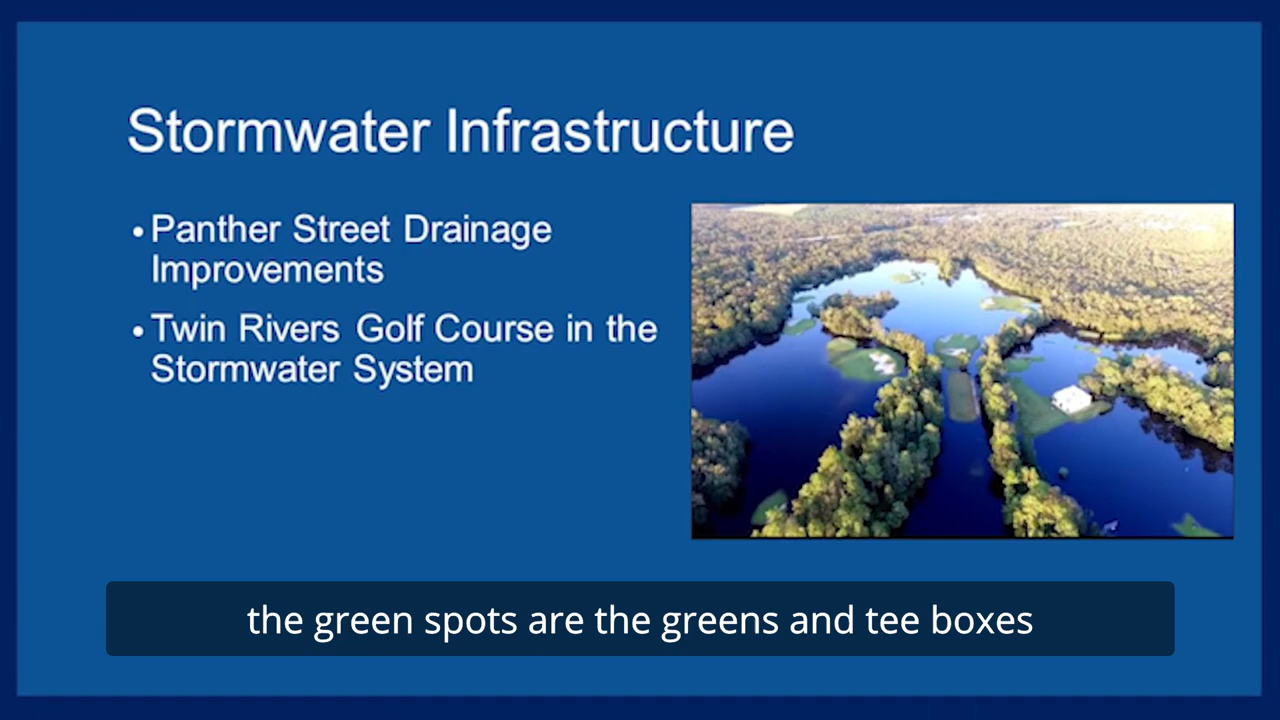 Stormwater Infrastructure
• Panther Street Drainage
Improvements
• Twin Rivers Golf Course in the
Stormwater System
the green spots are the greens and tee boxes